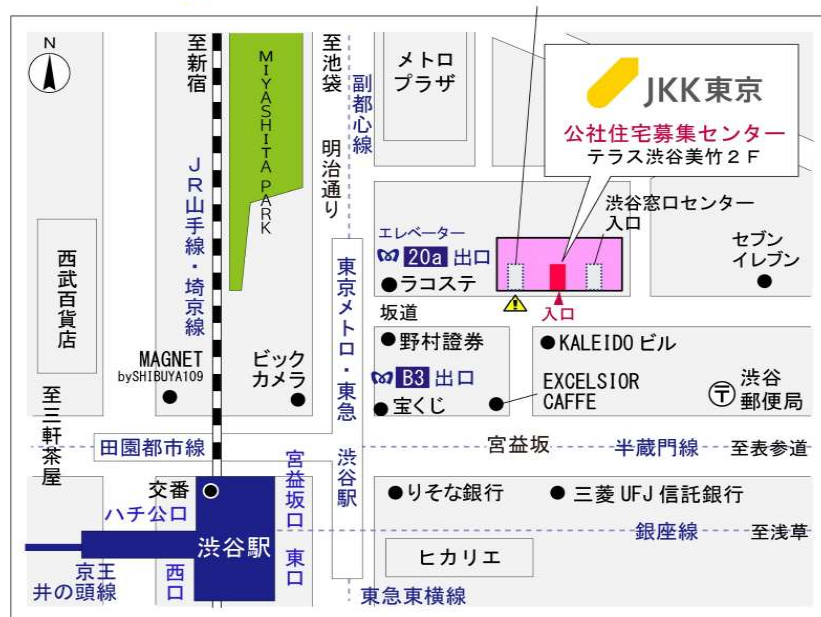 N
至新宿
MIYASHITA PARK
至池袋
副都心線
明治通り
メトロ
プラザ
JKK東京
公社住宅募集センター
テラス渋谷美竹2F
JR山手線・埼京線
エレベーター
20a 出口
ラコステ
渋谷窓口センター
入口
セブン
イレブン
西武百貨店
東京メトロ・東急 渋谷駅
坂道
入口
野村證券
KALEIDO ビル
MAGNET
bySHIBUYA109
ビック
カメラ
B3 出口
宝くじ
EXCELSIOR
CAFFE
〒
渋谷
郵便局
至三軒茶屋
田園都市線
宮益坂
半蔵門線
至表参道
交番
宮益坂口
りそな銀行
三菱UFJ信託銀行
ハチ公口
渋谷駅
銀座線
至浅草
東口
ヒカリエ
西口
京王
井の頭線
東急東横線